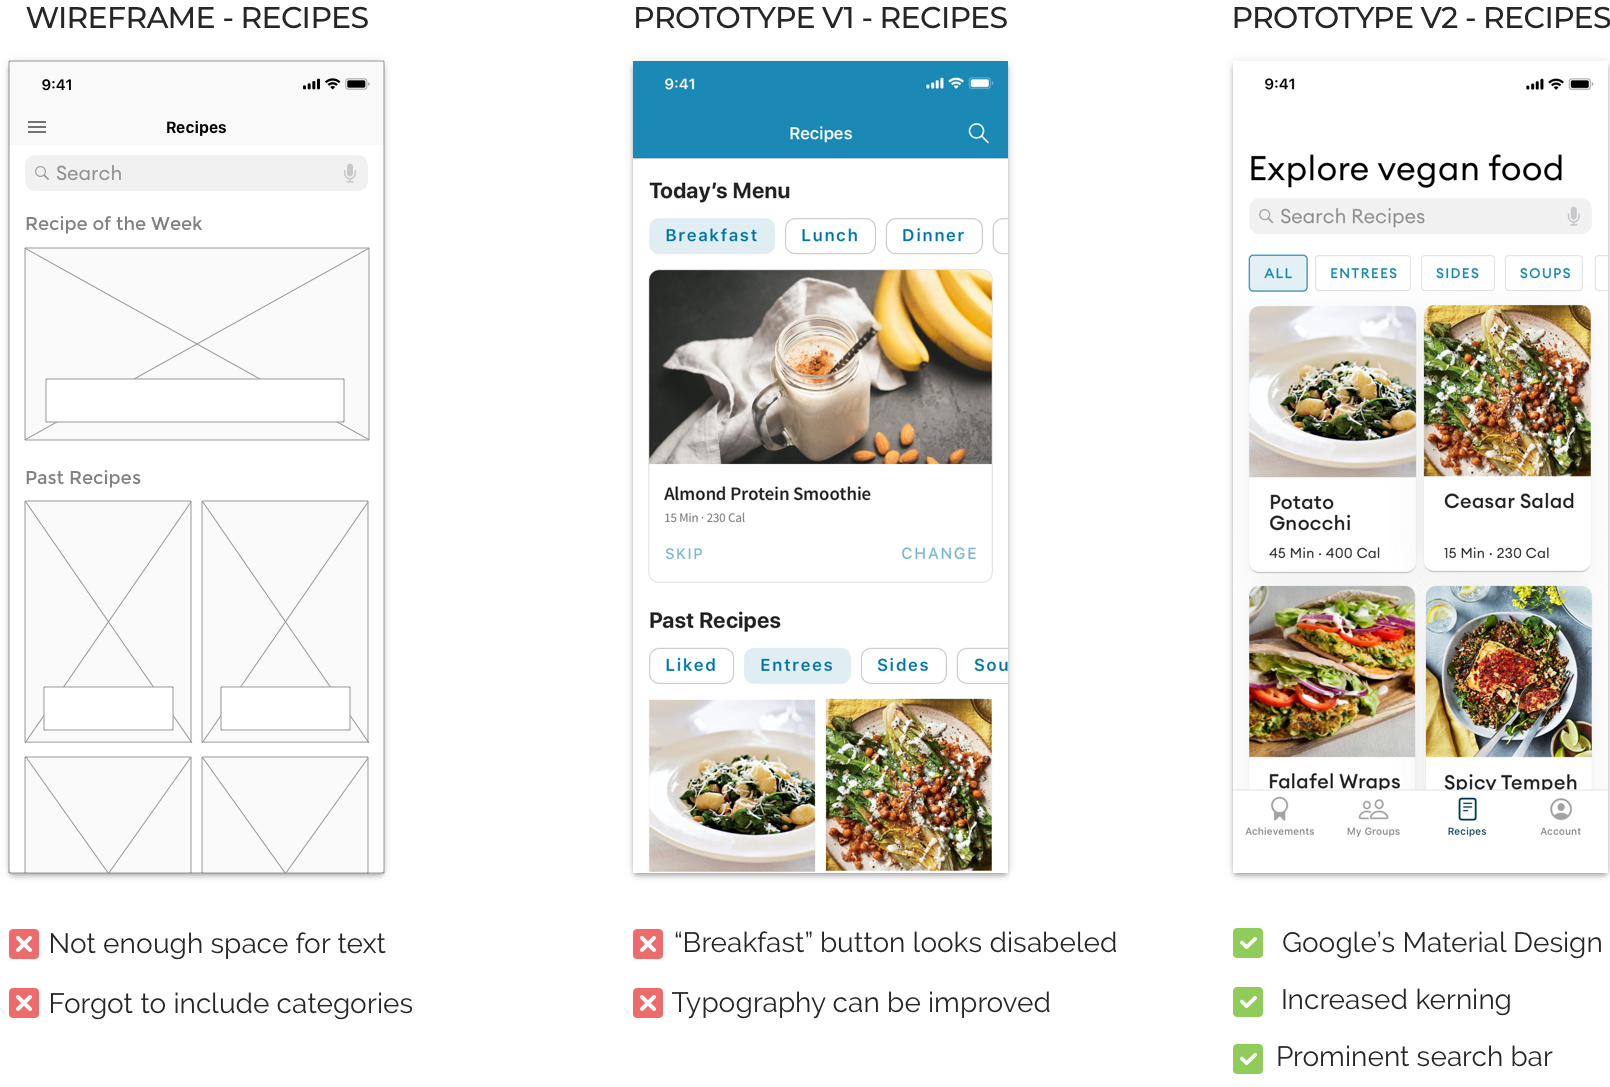 WIREFRAME - RECIPES
9:41
Recipes
Search
Recipe of the Week
Past Recipes
Not enough space for text
Forgot to include categories
PROTOTYPE V1 - RECIPES
9:41
Recipes
Today's Menu
Breakfast Lunch Dinner
Almond Protein Smoothie
15 Min · 230 Cal
SKIP CHANGE
Past Recipes
Liked Entrees Sides Sou
“Breakfast” button looks disabeled
Typography can be improved
PROTOTYPE V2 - RECIPES
9:41
Explore vegan food
Search Recipes
ALL ENTREES SIDES SOUPS
Potato
Gnocchi
45 Min · 400 Cal
Ceasar Salad
15 Min · 230 Cal
Falafel Wraps
Spicy Tempeh
Achievements My Groups Recipes Account
Google's Material Design
Increased kerning
Prominent search bar